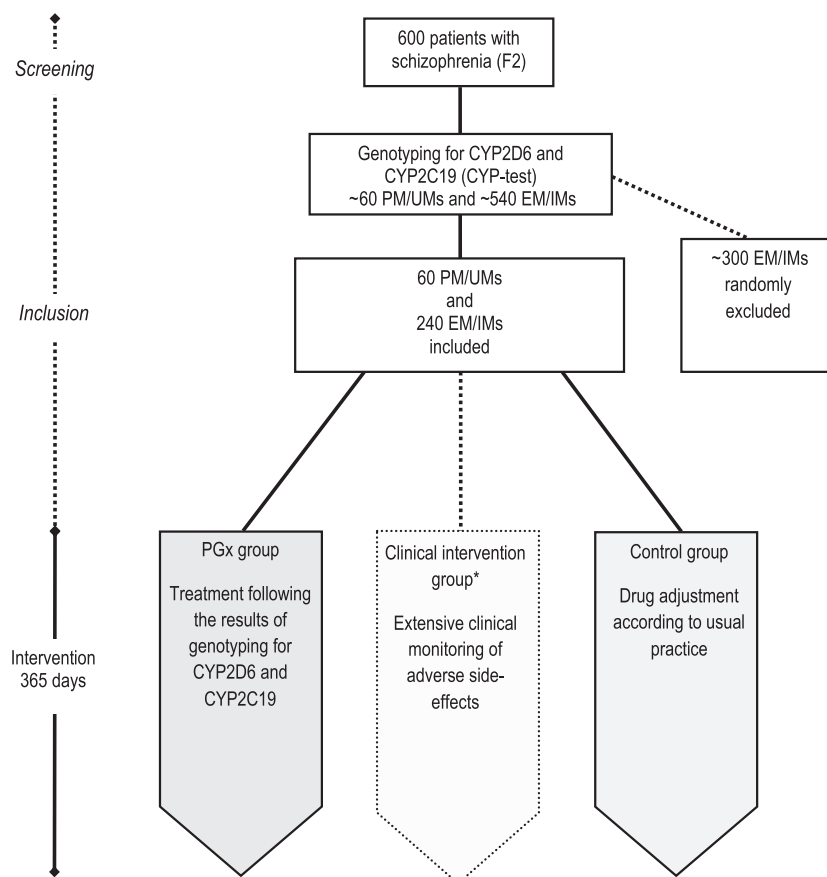 Screening
600 patients with
schizophrenia (F2)
Genotyping for CYP2D6 and
CYP2C19 (CYP-test)
~60 PM/UMs and ~540 EM/IMs
~300 EM/IMs
randomly
excluded
Inclusion
60 PM/UMs
and
240 EM/IMs
included
Intervention
365 days
PGx group
Treatment following
the results of
genotyping for
CYP2D6 and
CYP2C19
Clinical intervention
group*
Extensive clinical
monitoring of
adverse side-
effects
Control group
Drug adjustment
according to usual
practice